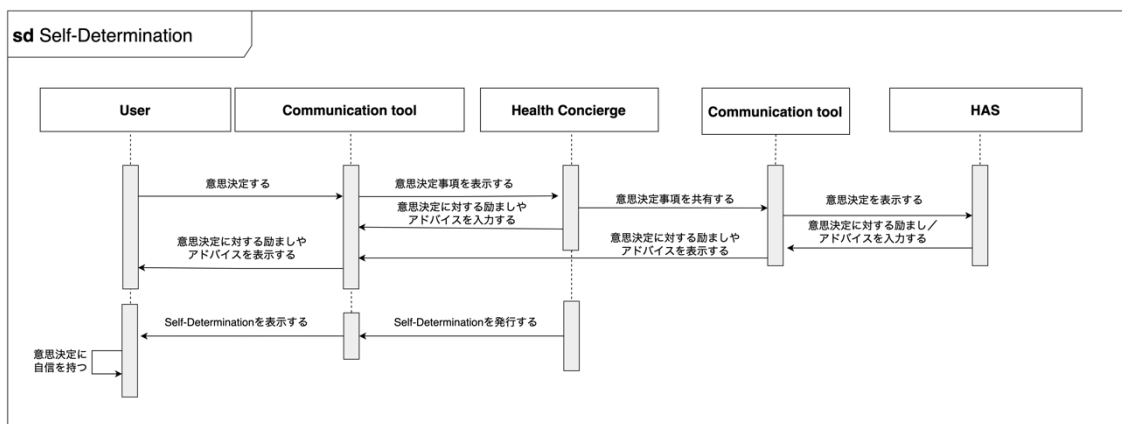 sd Self-Determination
User
Communication tool
Health Concierge
Communication tool
HAS
意思決定する
意思決定事項を表示する
意思決定事項を共有する
意思決定を表示する
意思決定に対する励ましや
アドバイスを入力する
意思決定に対する励まし／
アドバイスを入力する
意思決定に対する励ましや
アドバイスを表示する
意思決定に対する励ましや
アドバイスを表示する
Self-Determinationを表示する
Self-Determinationを発行する
意思決定に
自信を持つ